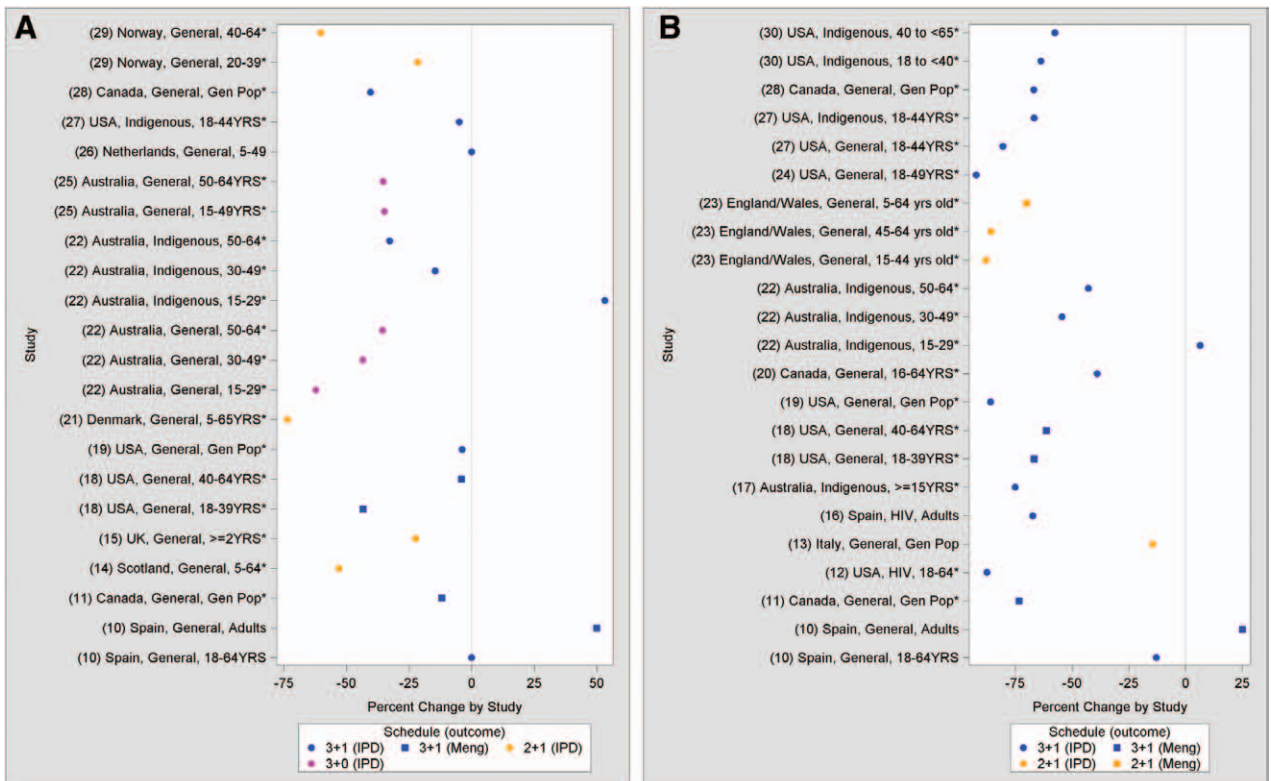 A
(29) Norway, General, 40-64*
(29) Norway, General, 20-39*
(28) Canada, General, Gen Pop*
(27) USA, Indigenous, 18-44YRS*
(26) Netherlands, General, 5-49
(25) Australia, General, 50-64YRS*
(25) Australia, General, 15-49YRS*
(22) Australia, Indigenous, 50-64*
(22) Australia, Indigenous, 30-49*
(22) Australia, Indigenous, 15-29*
(22) Australia, General, 50-64*
(22) Australia, General, 30-49*
(22) Australia, General, 15-29*
(21) Denmark, General, 5-65YRS*
(19) USA, General, Gen Pop*
(18) USA, General, 40-64YRS*
(18) USA, General, 18-39YRS*
(15) UK, General, >=2YRS*
(14) Scotland, General, 5-64*
(11) Canada, General, Gen Pop*
(10) Spain, General, Adults
(10) Spain, General, 18-64YRS
Study
-75 -50 -25 0 25 50
Percent Change by Study
Schedule (outcome)
3+1 (IPD) 3+1 (Meng) 2+1 (IPD)
3+0 (IPD)
B
(30) USA, Indigenous, 40 to <65*
(30) USA, Indigenous, 18 to <40*
(28) Canada, General, Gen Pop*
(27) USA, Indigenous, 18-44YRS*
(27) USA, General, 18-44YRS*
(24) USA, General, 18-49YRS*
(23) England/Wales, General, 5-64 yrs old*
(23) England/Wales, General, 45-64 yrs old*
(23) England/Wales, General, 15-44 yrs old*
(22) Australia, Indigenous, 50-64*
(22) Australia, Indigenous, 30-49*
(22) Australia, Indigenous, 15-29*
(20) Canada, General, 16-64YRS*
(19) USA, General, Gen Pop*
(18) USA, General, 40-64YRS*
(18) USA, General, 18-39YRS*
(17) Australia, Indigenous, >=15YRS*
(16) Spain, HIV, Adults
(13) Italy, General, Gen Pop
(12) USA, HIV, 18-64*
(11) Canada, General, Gen Pop*
(10) Spain, General, Adults
(10) Spain, General, 18-64YRS
Study
-75 -50 -25 0 25
Percent Change by Study
Schedule (outcome)
3+1 (IPD) 3+1 (Meng)
2+1 (IPD) 2+1 (Meng)